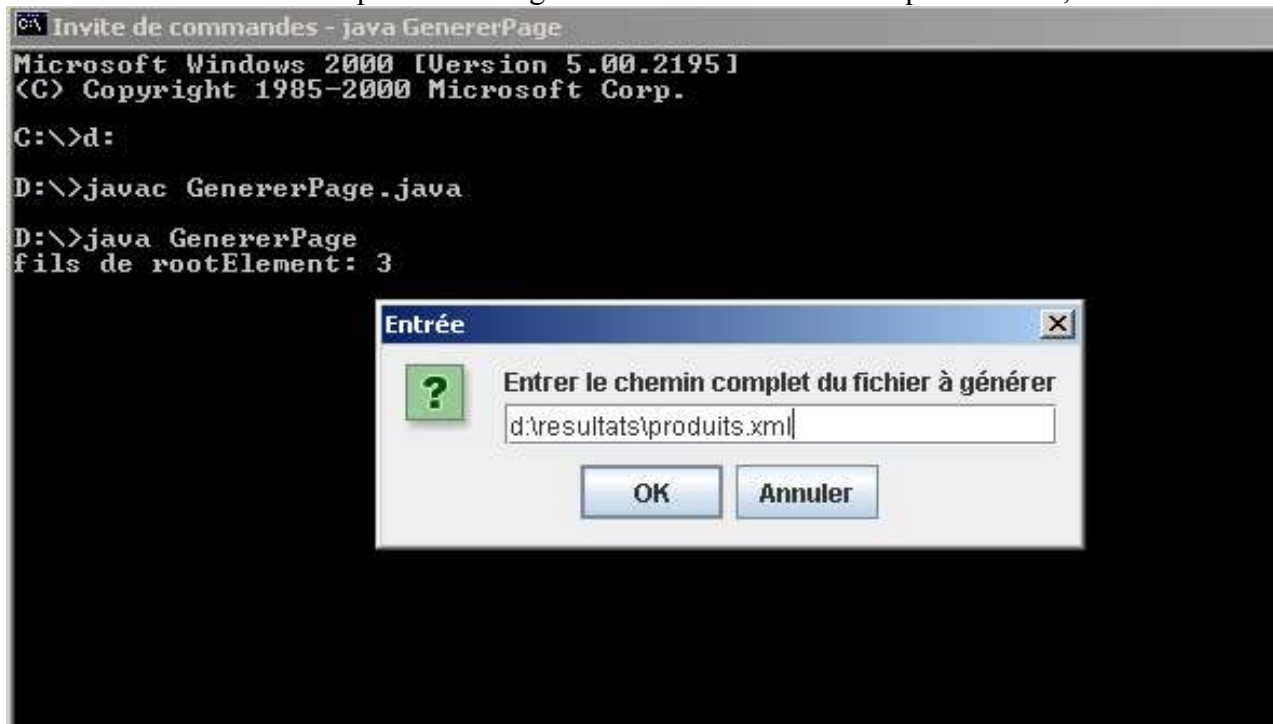 Invite de commandes - java GenererPage
Microsoft Windows 2000 [Version 5.00.2195]
(C) Copyright 1985-2000 Microsoft Corp.
C:\>d:
D:\>javac GenererPage.java
D:\>java GenererPage
fils de rootElement: 3
Entrée
Entrer le chemin complet du fichier à générer
d:\resultats\produits.xml
OK
Annuler